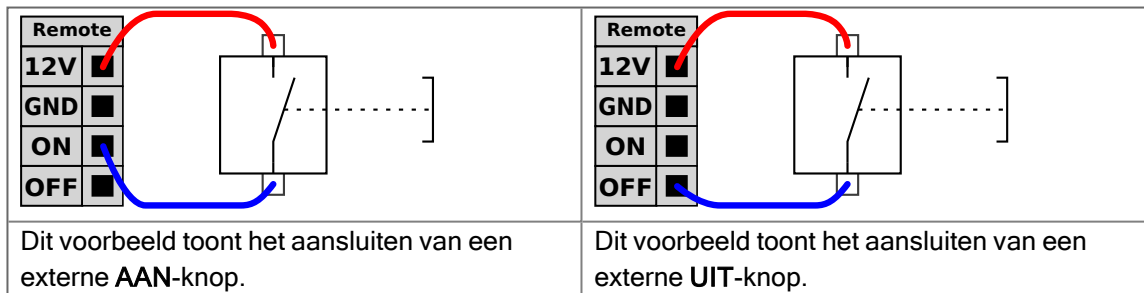 Remote
12V
GND
ON
OFF
Dit voorbeeld toont het aansluiten van een
externe AAN-knop.
Remote
12V
GND
ON
OFF
Dit voorbeeld toont het aansluiten van een
externe UIT-knop.